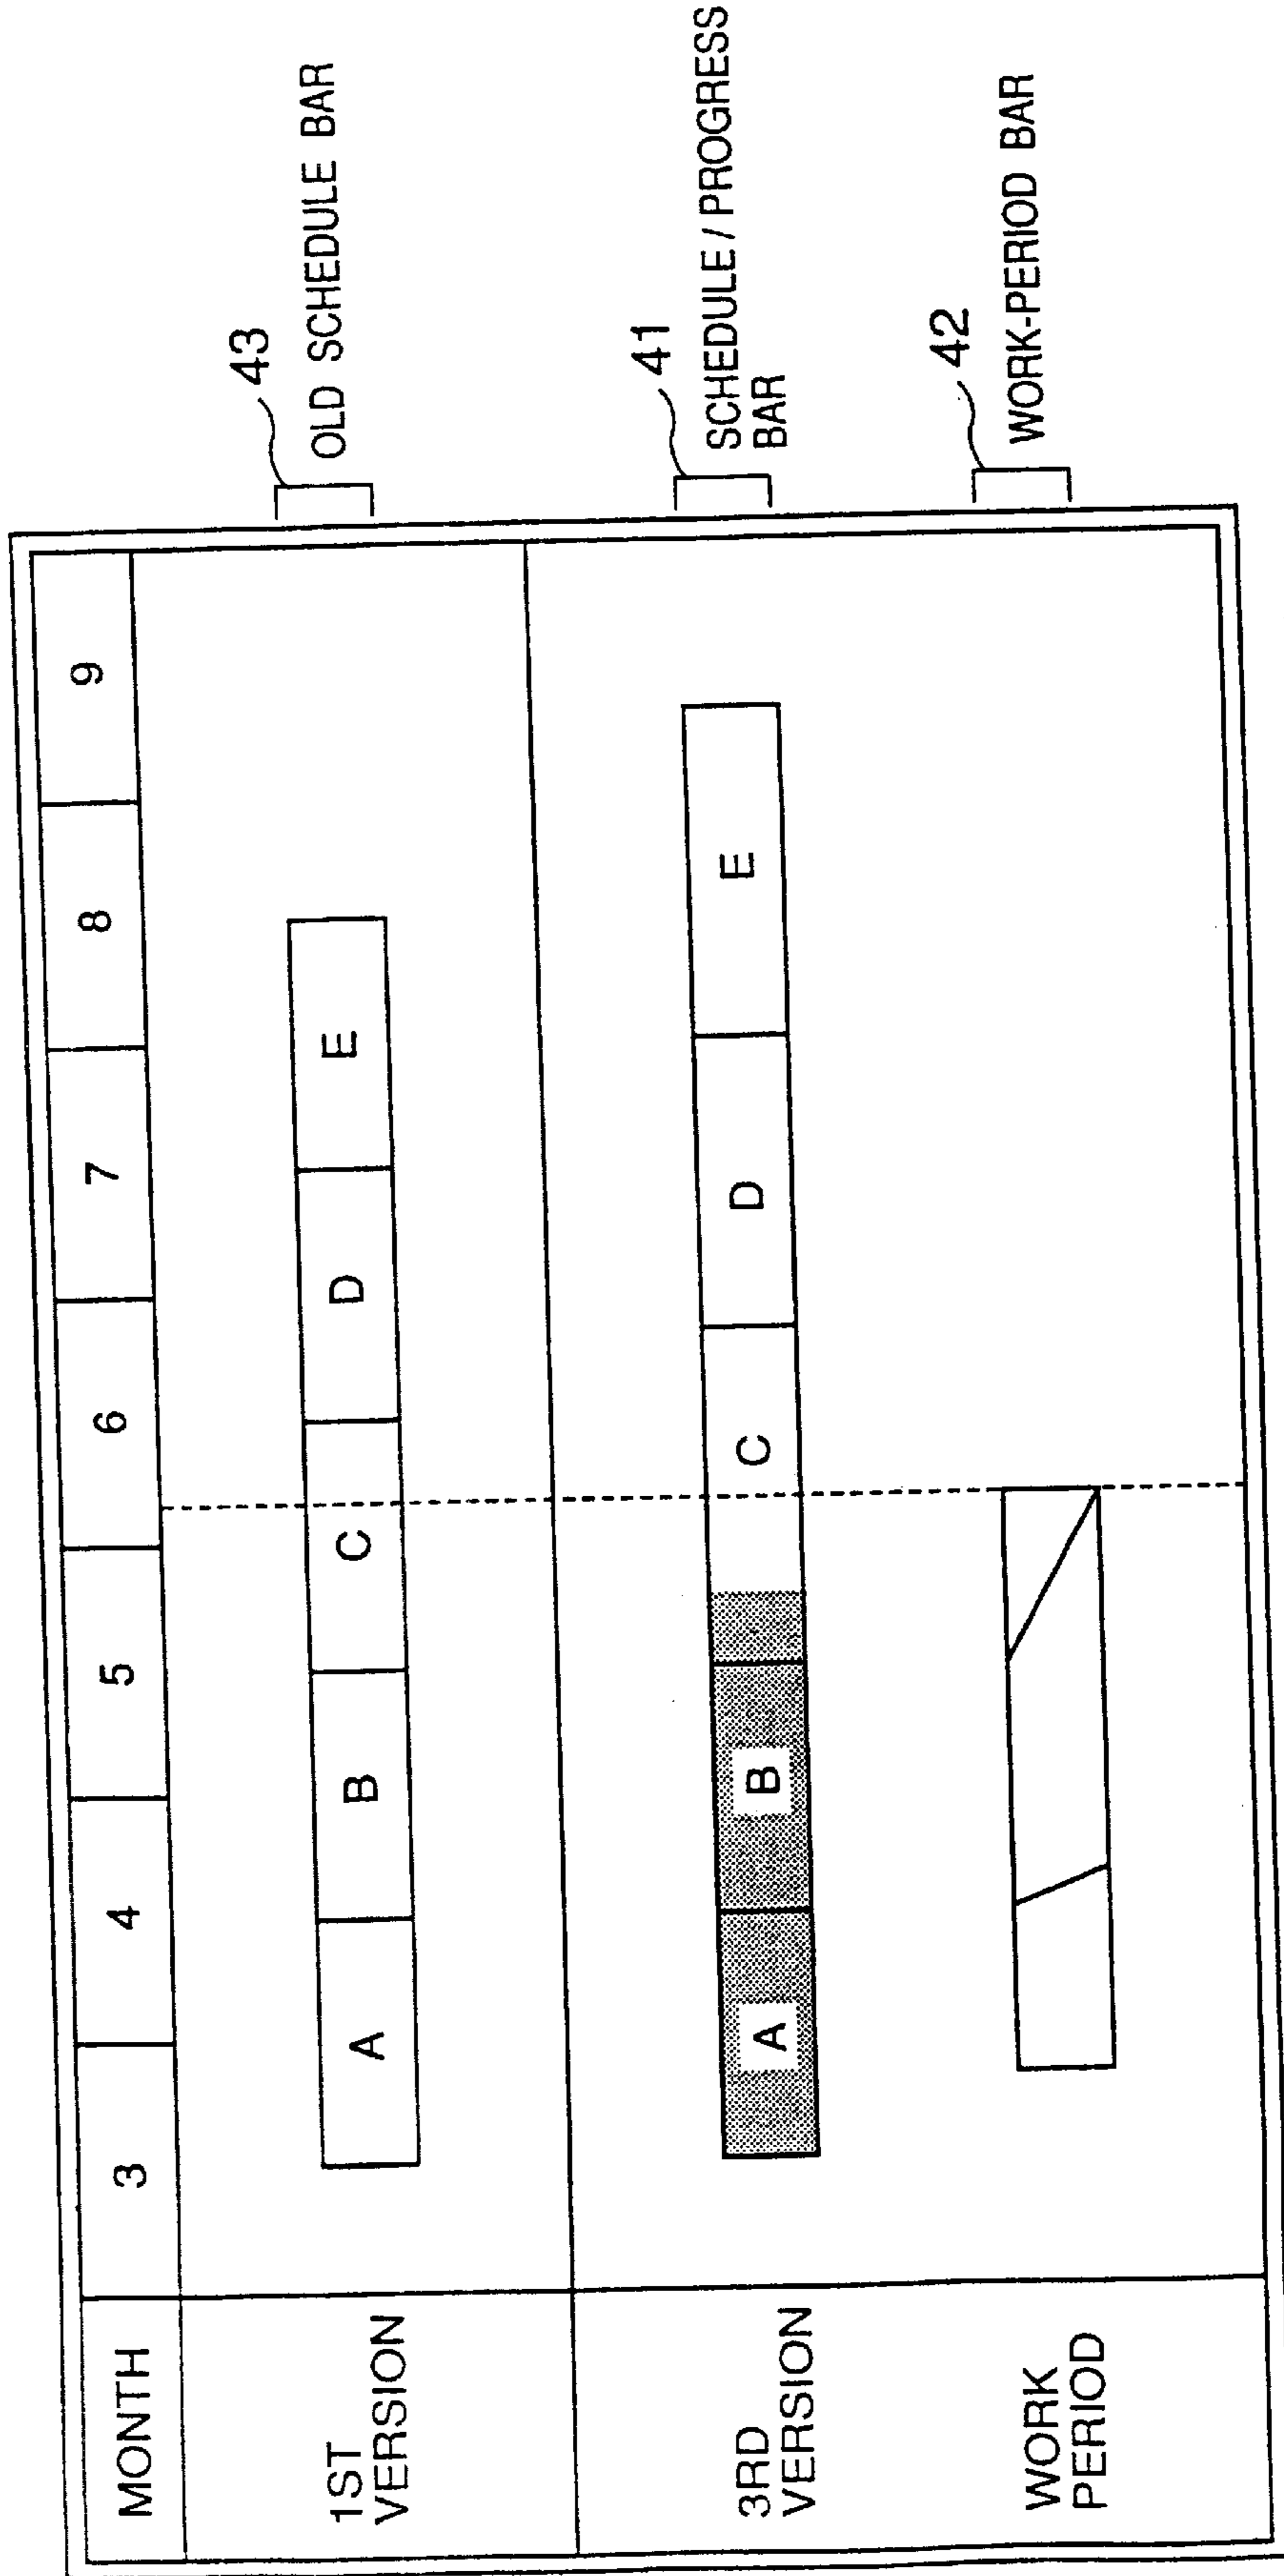 MONTH 3 4 5 6 7 8 9
1ST
VERSION
A B C D E
43
OLD SCHEDULE BAR
3RD
VERSION
A B C D E
41
SCHEDULE / PROGRESS
BAR
WORK
PERIOD
42
WORK-PERIOD BAR